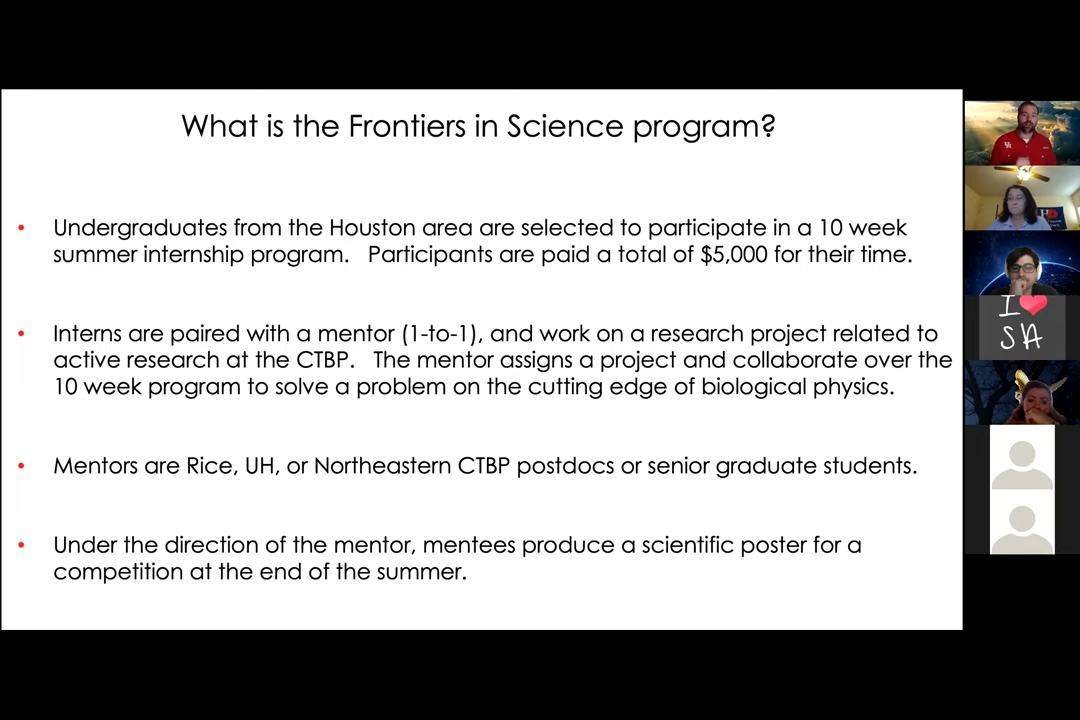 What is the Frontiers in Science program?
• Undergraduates from the Houston area are selected to participate in a 10 week
summer internship program. Participants are paid a total of $5,000 for their time.
• Interns are paired with a mentor (1-to-1), and work on a research project related to
active research at the CTBP. The mentor assigns a project and collaborate over the
10 week program to solve a problem on the cutting edge of biological physics.
• Mentors are Rice, UH, or Northeastern CTBP postdocs or senior graduate students.
• Under the direction of the mentor, mentees produce a scientific poster for a
competition at the end of the summer.
I ❤
SA